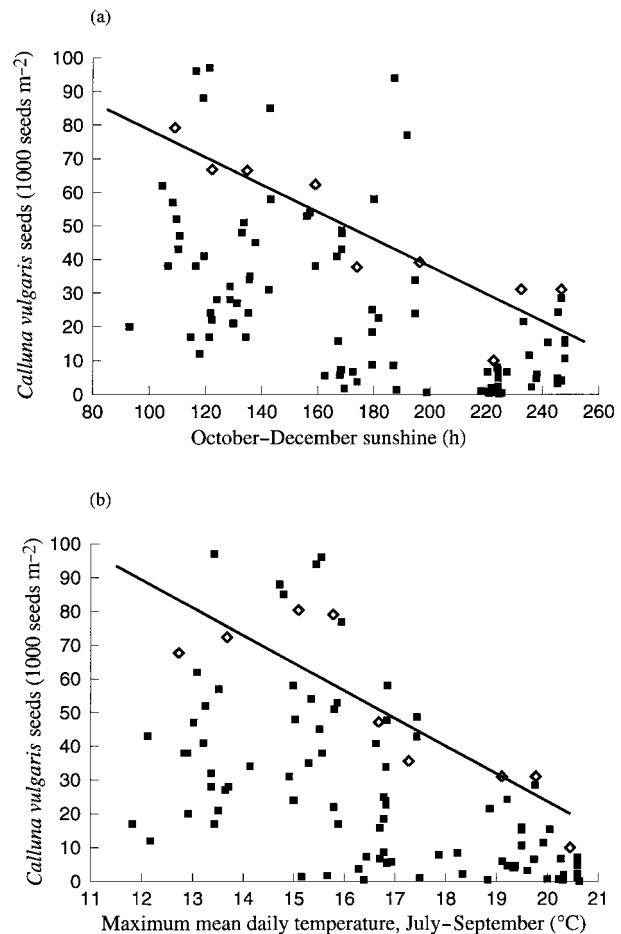 (a)
100
90
80
70
60
50
40
30
20
10
0
80 100 120 140 160 180 200 220 240 260
Calluna vulgaris seeds (1000 seeds m⁻²)
October–December sunshine (h)
(b)
100
90
80
70
60
50
40
30
20
10
0
11 12 13 14 15 16 17 18 19 20 21
Calluna vulgaris seeds (1000 seeds m⁻²)
Maximum mean daily temperature, July–September (°C)